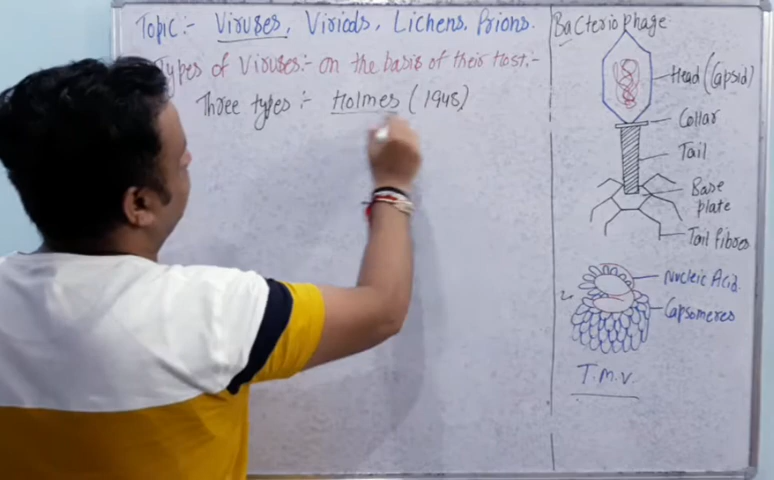 Topic:- Viruses, Viriods, Lichens, Prions.
Types of Viruses:- on the basis of their Host:-
Three types :- Holmes (1948)
Bacteriophage
Head (Capsid)
Collar
Tail
Base
plate
Tail fibres
Nucleic Acid.
Capsomeres
T.M.V.